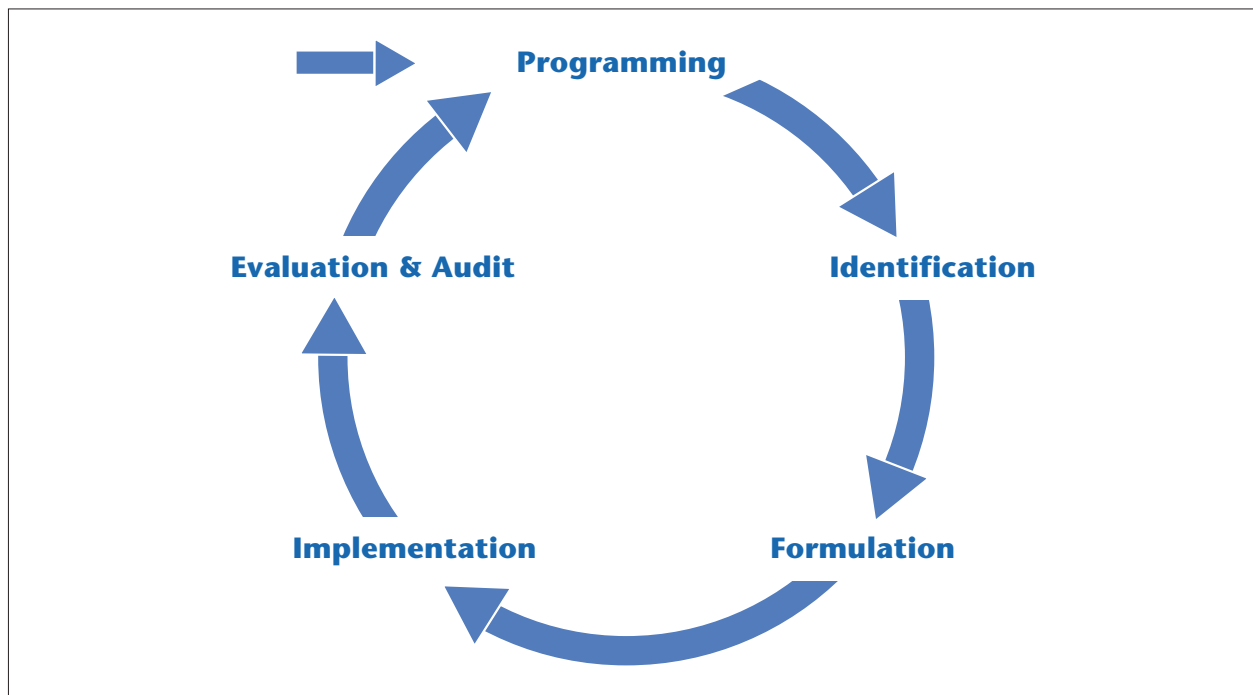 Programming
Identification
Formulation
Implementation
Evaluation & Audit